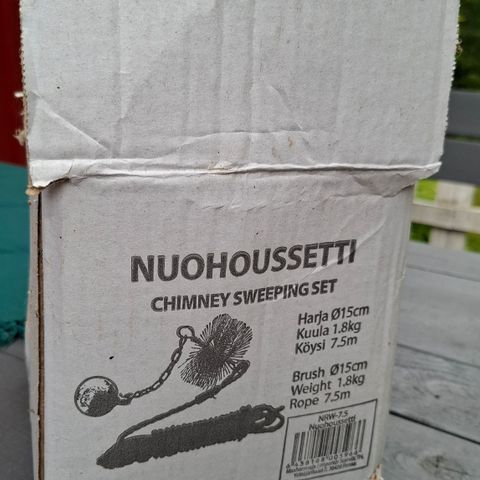 NUOHOUSSETTI
CHIMNEY SWEEPING SET
Harja Ø15cm
Kuula 1.8kg
Köysi 7.5m
Brush Ø15cm
Weight 1.8kg
Rope 7.5m
NRW-7.5
Nuohoussetti